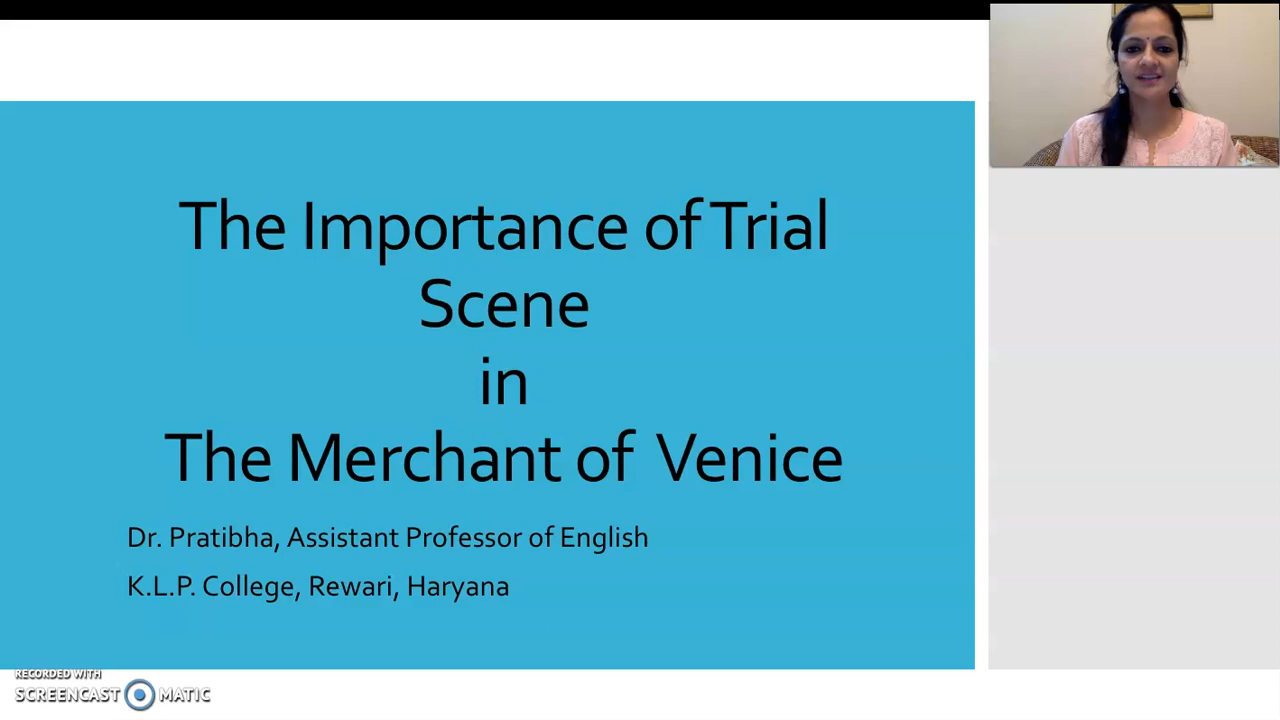 The Importance of Trial
Scene
in
The Merchant of Venice
Dr. Pratibha, Assistant Professor of English
K.L.P. College, Rewari, Haryana
RECORDED WITH
SCREENCAST MATIC